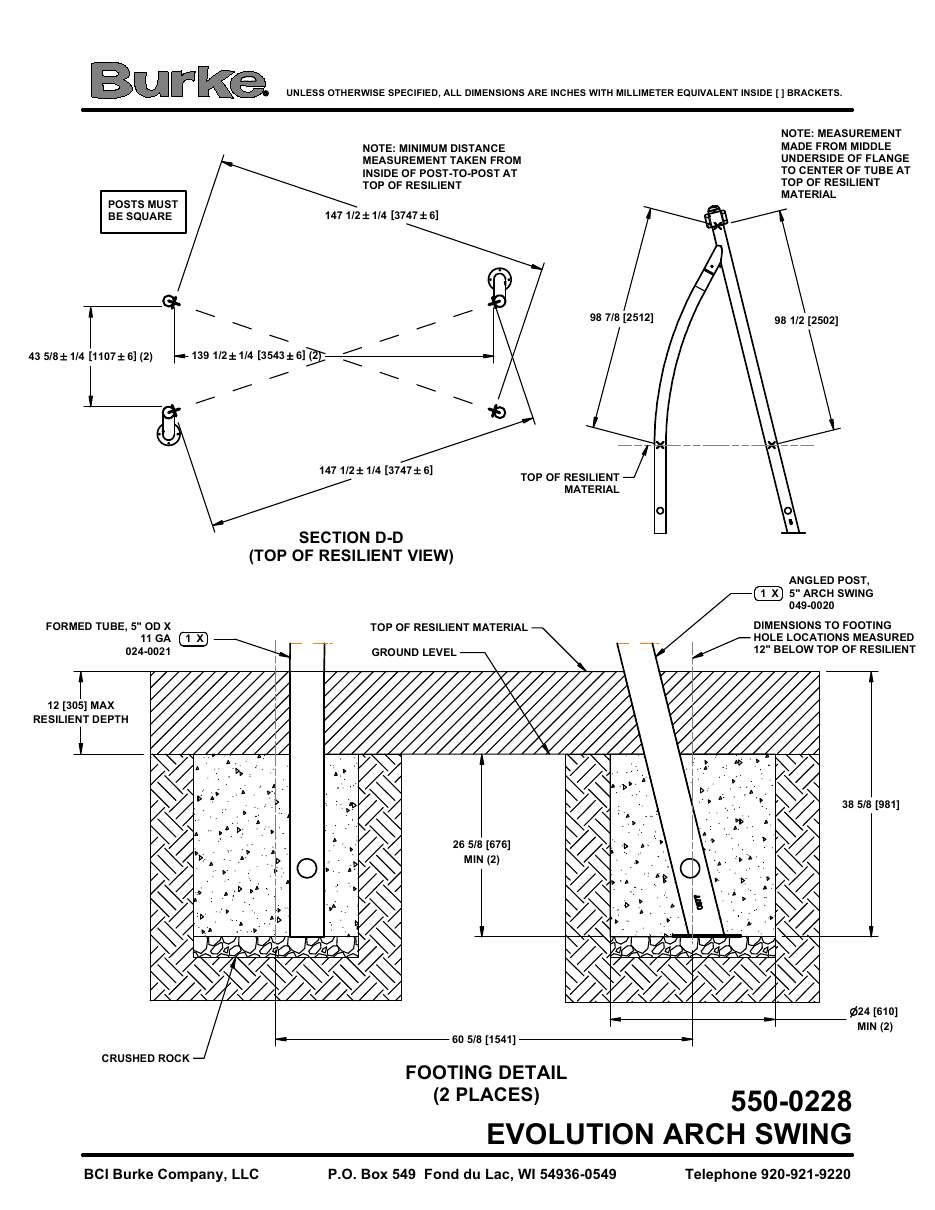 Burke
UNLESS OTHERWISE SPECIFIED, ALL DIMENSIONS ARE INCHES WITH MILLIMETER EQUIVALENT INSIDE [ ] BRACKETS.
NOTE: MINIMUM DISTANCE
MEASUREMENT TAKEN FROM
INSIDE OF POST-TO-POST AT
TOP OF RESILIENT
NOTE: MEASUREMENT
MADE FROM MIDDLE
UNDERSIDE OF FLANGE
TO CENTER OF TUBE AT
TOP OF RESILIENT
MATERIAL
POSTS MUST
BE SQUARE
147 1/2 ± 1/4 [3747 ± 6]
98 7/8 [2512]
98 1/2 [2502]
43 5/8 ± 1/4 [1107 ± 6] (2)
139 1/2 ± 1/4 [3543 ± 6] (2)
147 1/2 ± 1/4 [3747 ± 6]
TOP OF RESILIENT
MATERIAL
SECTION D-D
(TOP OF RESILIENT VIEW)
ANGLED POST,
5" ARCH SWING
049-0020
1 X
FORMED TUBE, 5" OD X
11 GA
024-0021
1 X
TOP OF RESILIENT MATERIAL
GROUND LEVEL
DIMENSIONS TO FOOTING
HOLE LOCATIONS MEASURED
12" BELOW TOP OF RESILIENT
12 [305] MAX
RESILIENT DEPTH
38 5/8 [981]
26 5/8 [676]
MIN (2)
Ø24 [610]
MIN (2)
60 5/8 [1541]
CRUSHED ROCK
FOOTING DETAIL
(2 PLACES)
550-0228
EVOLUTION ARCH SWING
BCI Burke Company, LLC
P.O. Box 549 Fond du Lac, WI 54936-0549
Telephone 920-921-9220